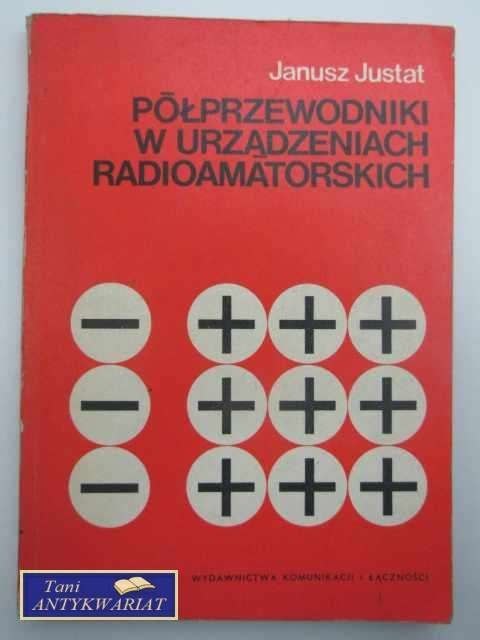 Janusz Justat
PÓŁPRZEWODNIKI
W URZĄDZENIACH
RADIOAMATORSKICH
WYDAWNICTWA KOMUNIKACJI I ŁĄCZNOŚCI
Tani
ANTYKWARIAT